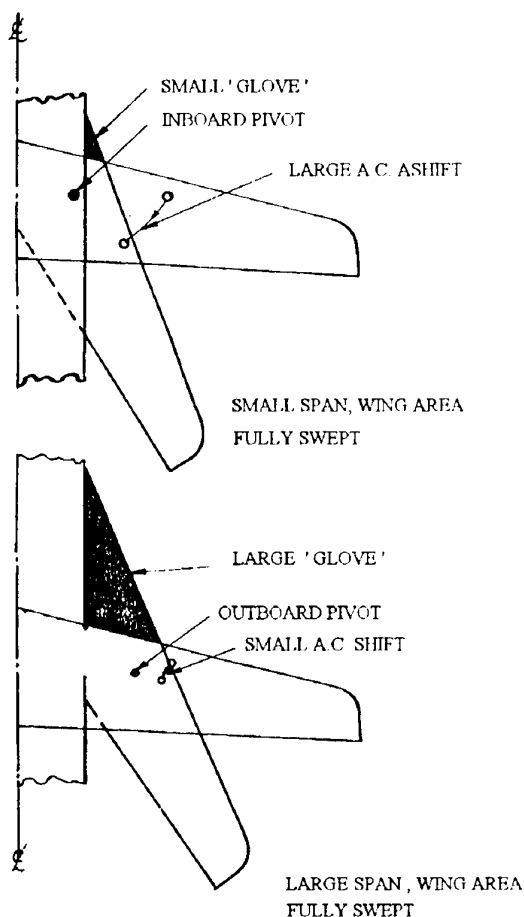 ℄
SMALL ' GLOVE '
INBOARD PIVOT
LARGE A C. ASHIFT
SMALL SPAN, WING AREA
FULLY SWEPT
LARGE ' GLOVE '
OUTBOARD PIVOT
SMALL A.C SHIFT
℄
LARGE SPAN , WING AREA
FULLY SWEPT